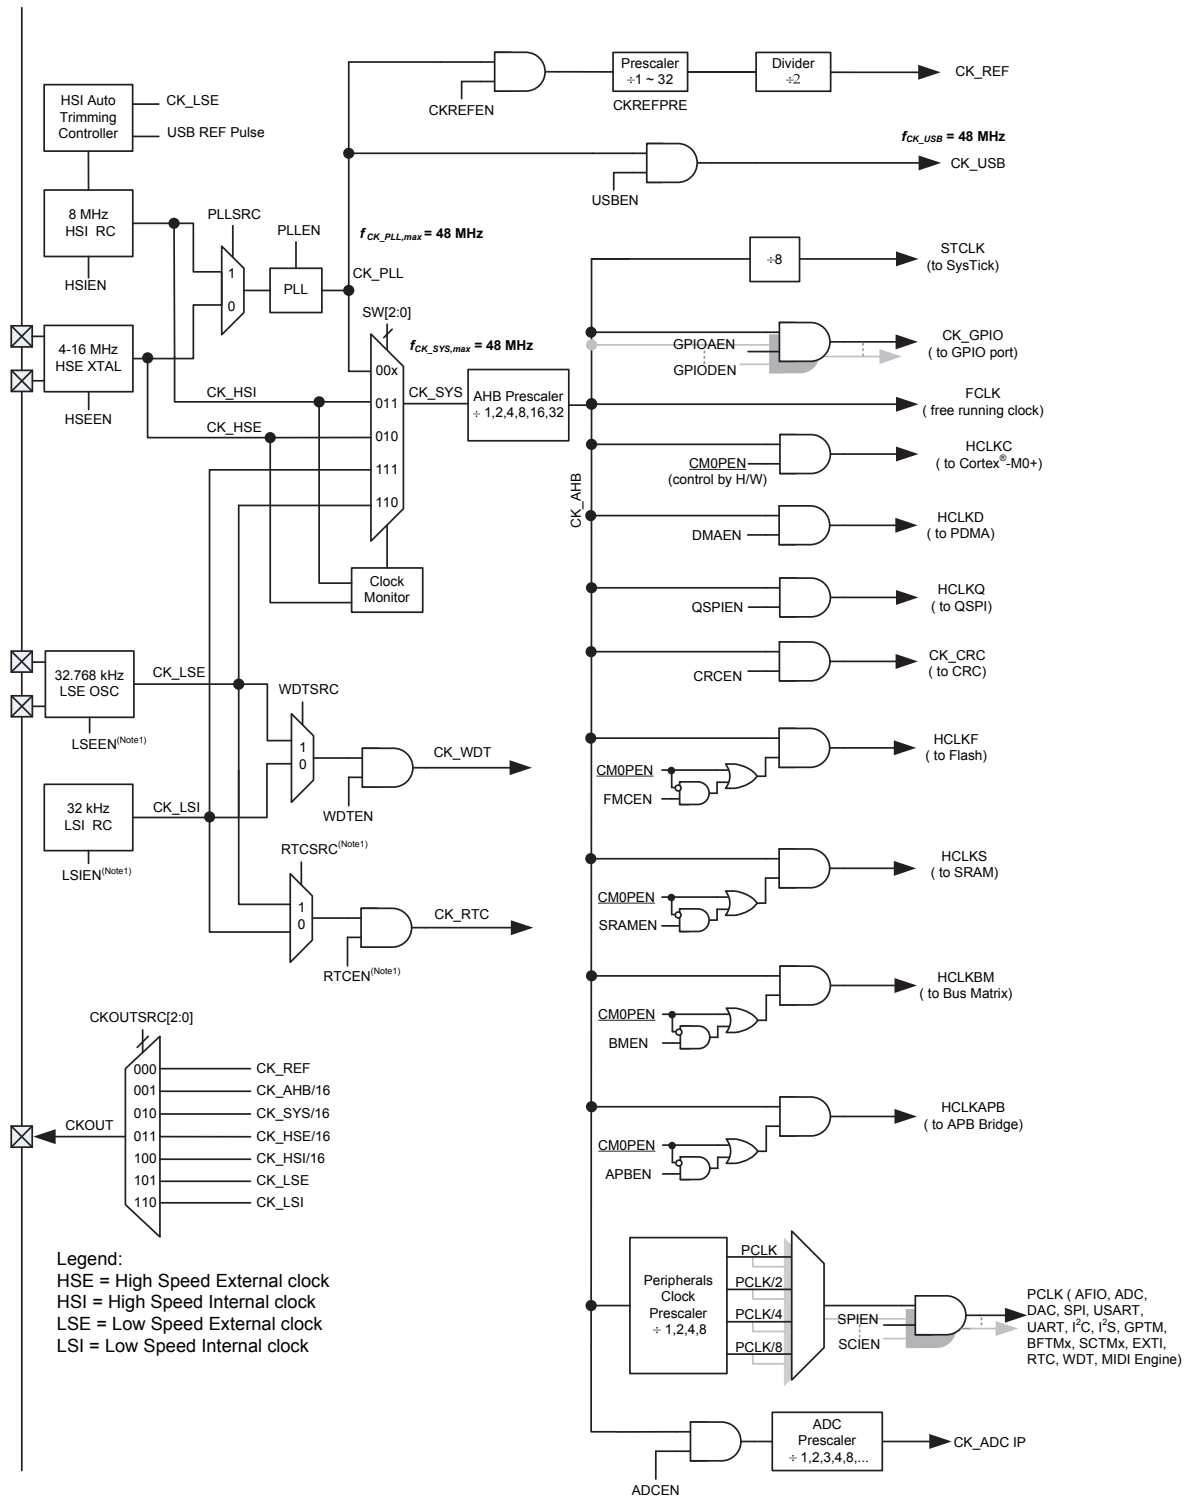 Prescaler
÷1 ~ 32
CKREFPRE
Divider
÷2
CK_REF
CKREFEN
HSI Auto
Trimming
Controller
CK_LSE
USB REF Pulse
fCK_USB = 48 MHz
CK_USB
USBEN
8 MHz
HSI RC
HSIEN
PLLSRC
1
0
PLLEN
PLL
fCK_PLL,max = 48 MHz
CK_PLL
4-16 MHz
HSE XTAL
HSEEN
SW[2:0]
fCK_SYS,max = 48 MHz
00x
011
010
111
110
CK_HSI
CK_HSE
CK_SYS
AHB Prescaler
÷ 1,2,4,8,16,32
Clock
Monitor
CK_AHB
÷8
STCLK
(to SysTick)
GPIOAEN
GPIODEN
CK_GPIO
( to GPIO port)
FCLK
( free running clock)
CM0PEN
(control by H/W)
HCLKC
( to Cortex®-M0+)
DMAEN
HCLKD
( to PDMA)
QSPIEN
HCLKQ
( to QSPI)
CRCEN
CK_CRC
( to CRC)
32.768 kHz
LSE OSC
LSEEN(Note1)
CK_LSE
WDTSRC
1
0
CK_WDT
WDTEN
32 kHz
LSI RC
LSIEN(Note1)
CK_LSI
RTCSRC(Note1)
1
0
CK_RTC
RTCEN(Note1)
CM0PEN
FMCEN
HCLKF
( to Flash)
CM0PEN
SRAMEN
HCLKS
( to SRAM)
CM0PEN
BMEN
HCLKBM
( to Bus Matrix)
CM0PEN
APBEN
HCLKAPB
( to APB Bridge)
CKOUTSRC[2:0]
CKOUT
000 CK_REF
001 CK_AHB/16
010 CK_SYS/16
011 CK_HSE/16
100 CK_HSI/16
101 CK_LSE
110 CK_LSI
Legend:
HSE = High Speed External clock
HSI = High Speed Internal clock
LSE = Low Speed External clock
LSI = Low Speed Internal clock
Peripherals
Clock
Prescaler
÷ 1,2,4,8
PCLK
PCLK/2
PCLK/4
PCLK/8
SPIEN
SCIEN
PCLK ( AFIO, ADC,
DAC, SPI, USART,
UART, I²C, I²S, GPTM,
BFTMx, SCTMx, EXTI,
RTC, WDT, MIDI Engine)
ADCEN
ADC
Prescaler
÷ 1,2,3,4,8,...
CK_ADC IP